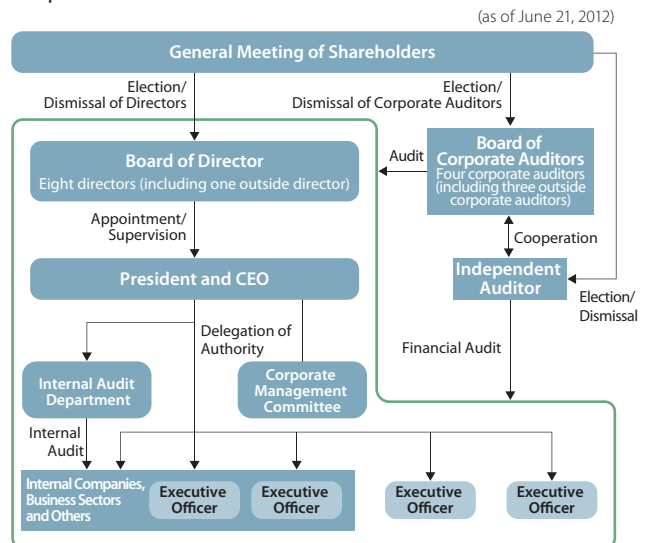 (as of June 21, 2012)
General Meeting of Shareholders
Election/
Dismissal of Directors
Election/
Dismissal of Corporate Auditors
Board of Director
Eight directors (including one outside director)
Audit
Board of
Corporate Auditors
Four corporate auditors
(including three outside
corporate auditors)
Appointment/
Supervision
Cooperation
President and CEO
Independent
Auditor
Election/
Dismissal
Delegation of
Authority
Financial Audit
Internal Audit
Department
Corporate
Management
Committee
Internal
Audit
Internal Companies,
Business Sectors
and Others
Executive
Officer
Executive
Officer
Executive
Officer
Executive
Officer